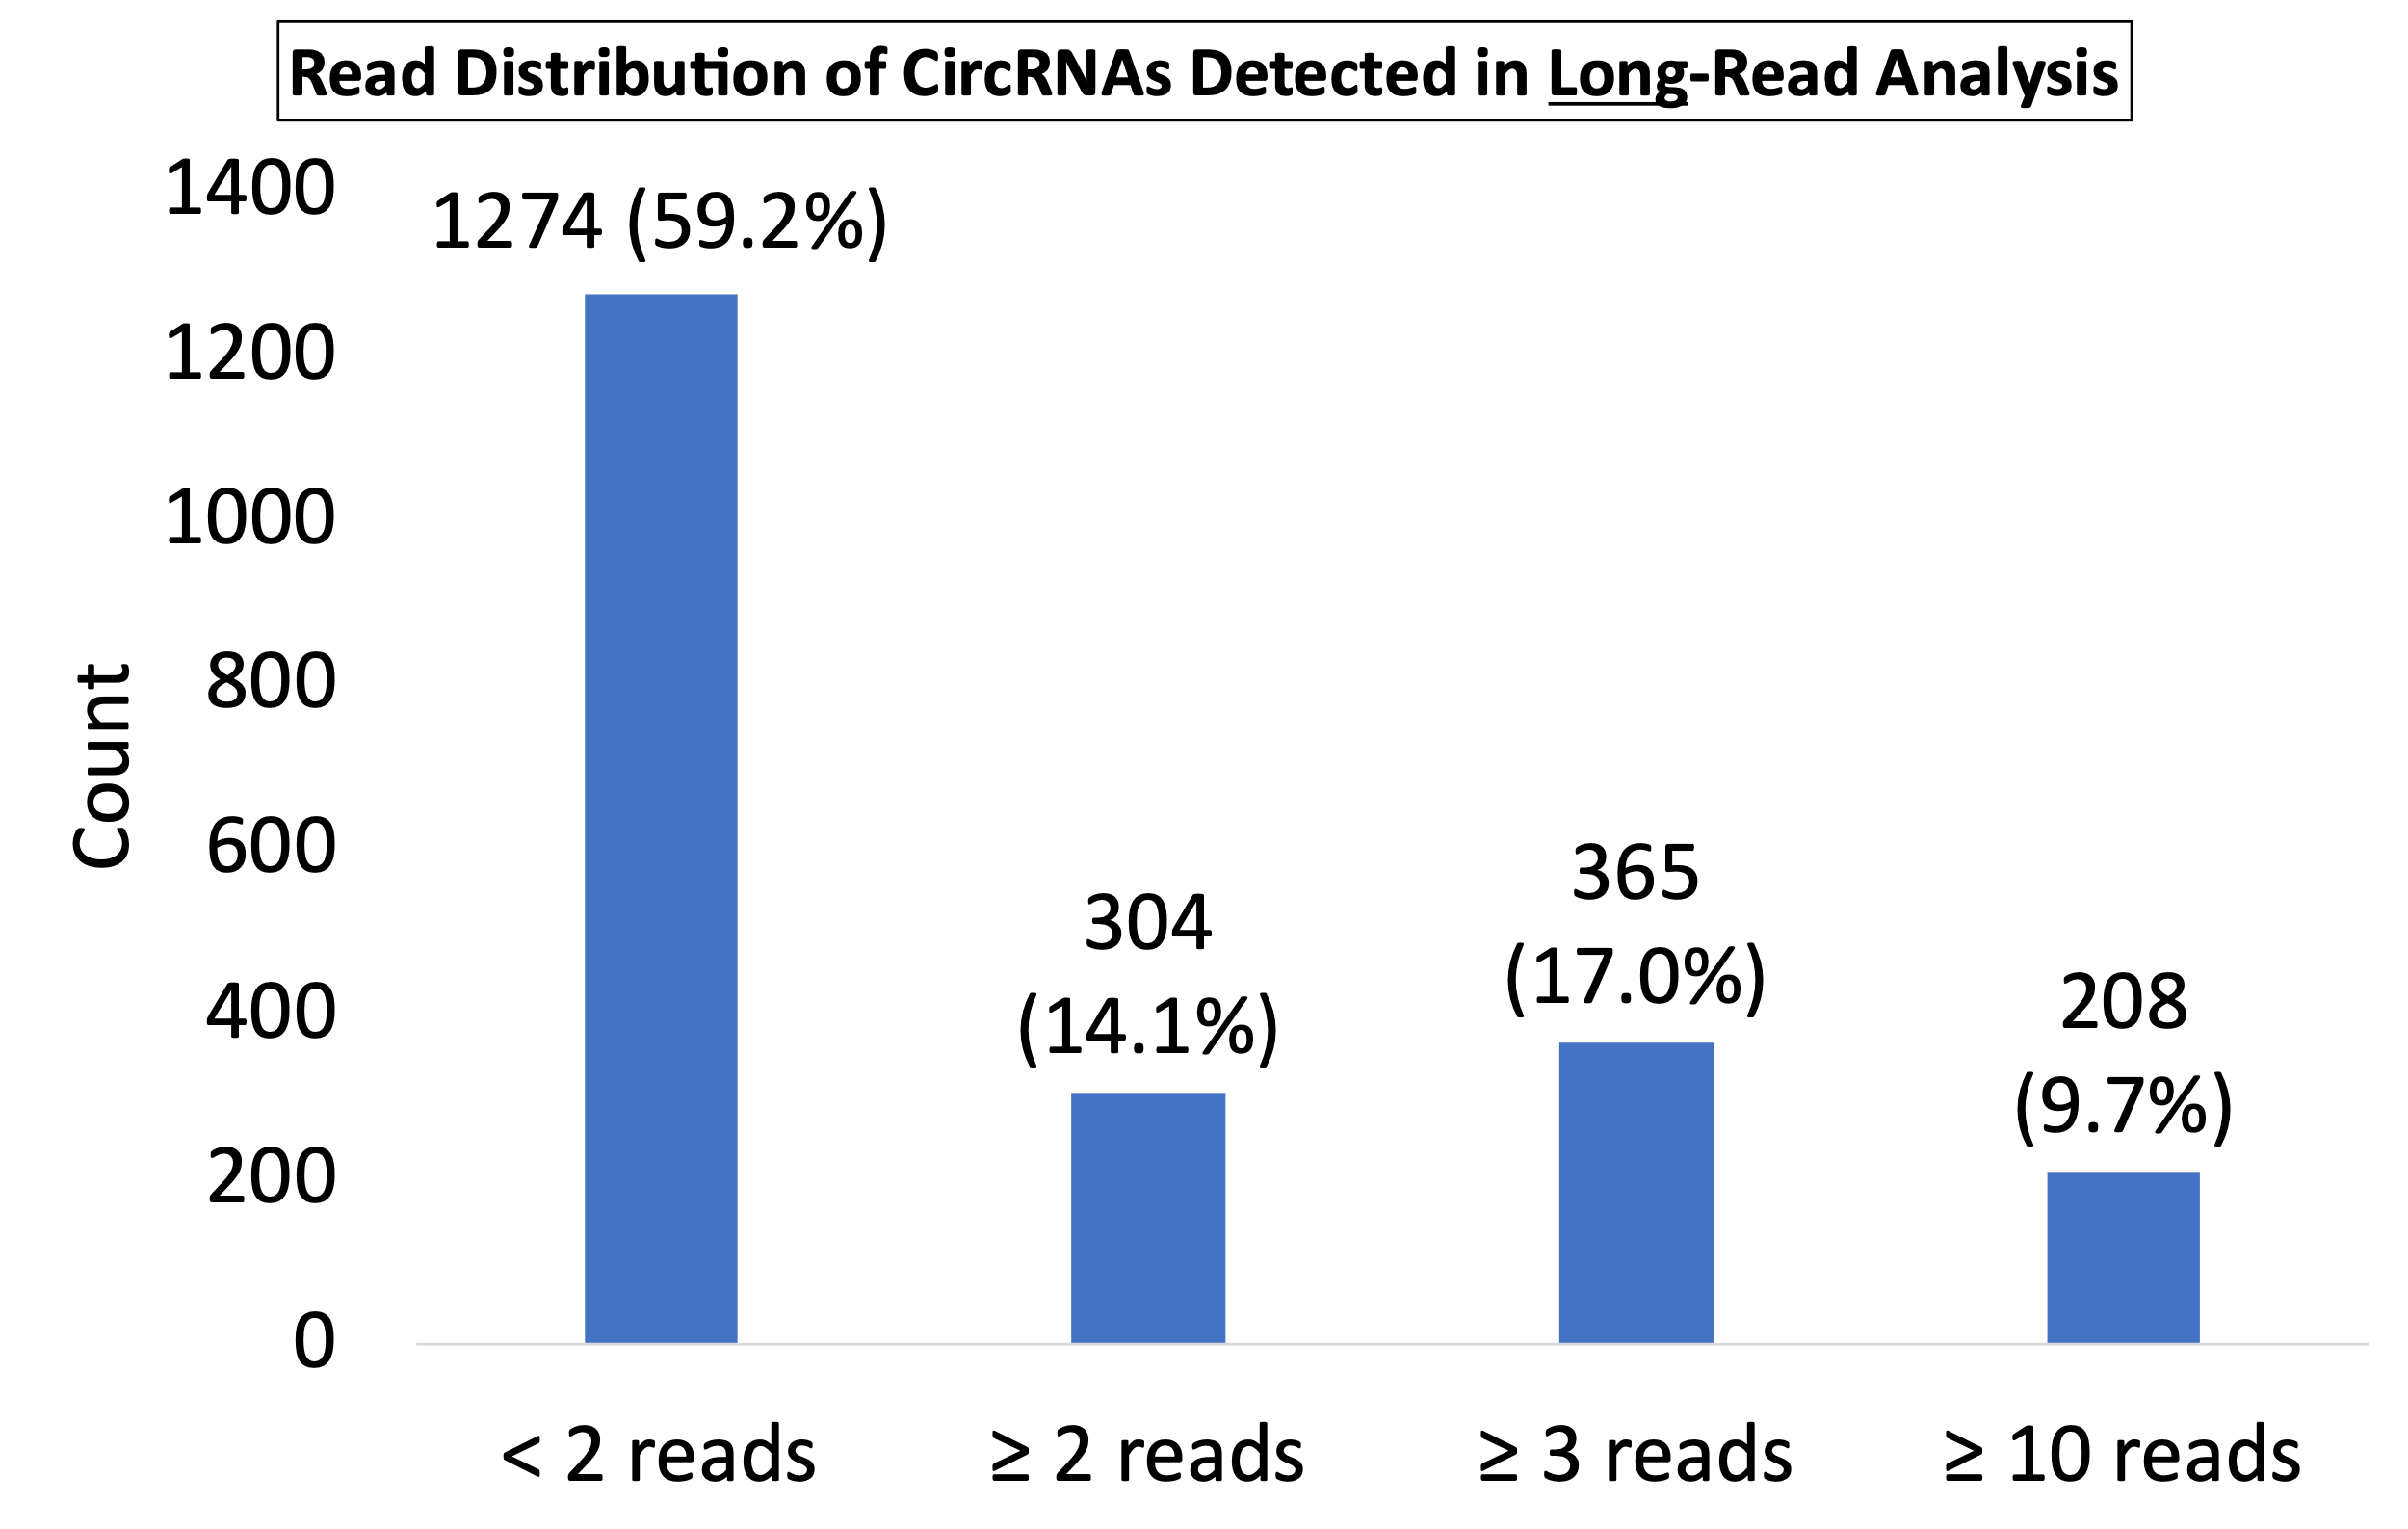 Read Distribution of CircRNAs Detected in Long-Read Analysis
1400
1200
1000
800
600
400
200
0
Count
1274 (59.2%)
304
(14.1%)
365
(17.0%)
208
(9.7%)
< 2 reads
≥ 2 reads
≥ 3 reads
≥ 10 reads